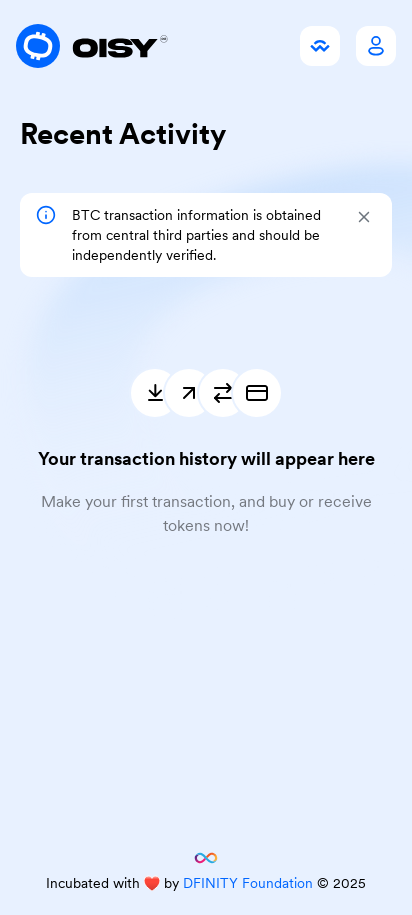 OISY
Recent Activity
BTC transaction information is obtained
from central third parties and should be
independently verified.
Your transaction history will appear here
Make your first transaction, and buy or receive
tokens now!
Incubated with ❤️ by DFINITY Foundation © 2025